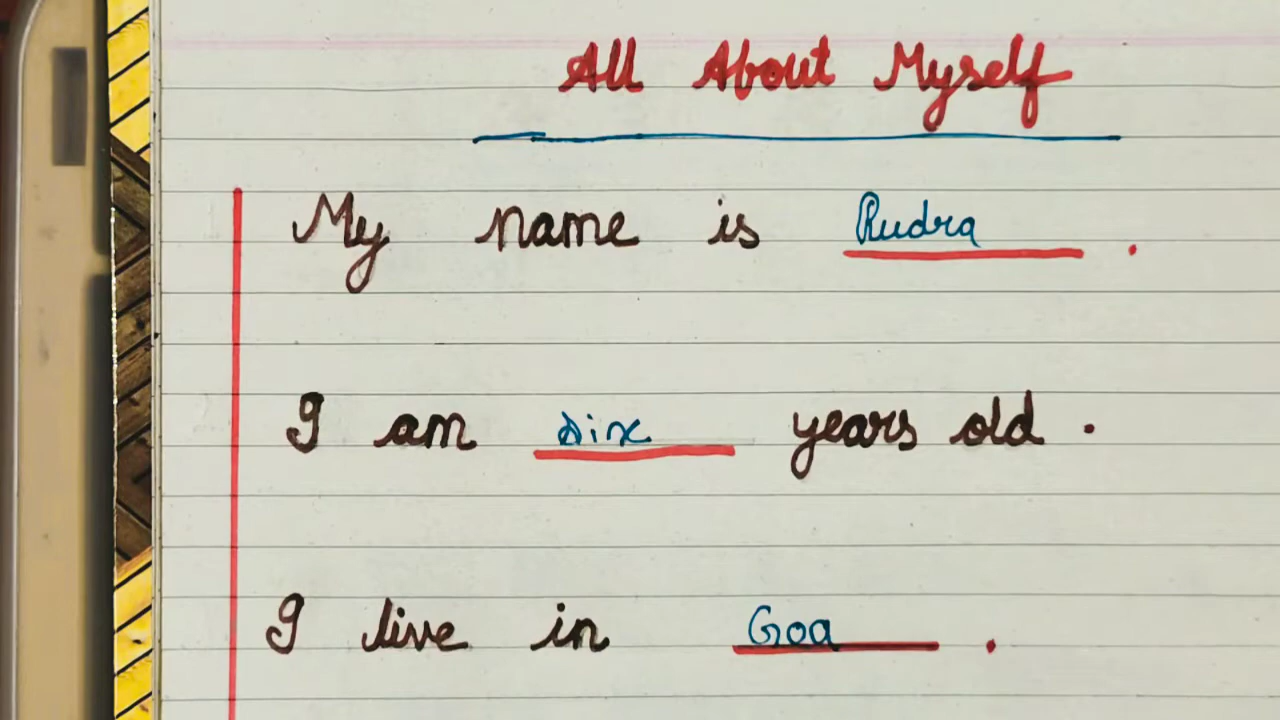 All About Myself
My name is Rudra .
I am six years old .
I live in Goa .